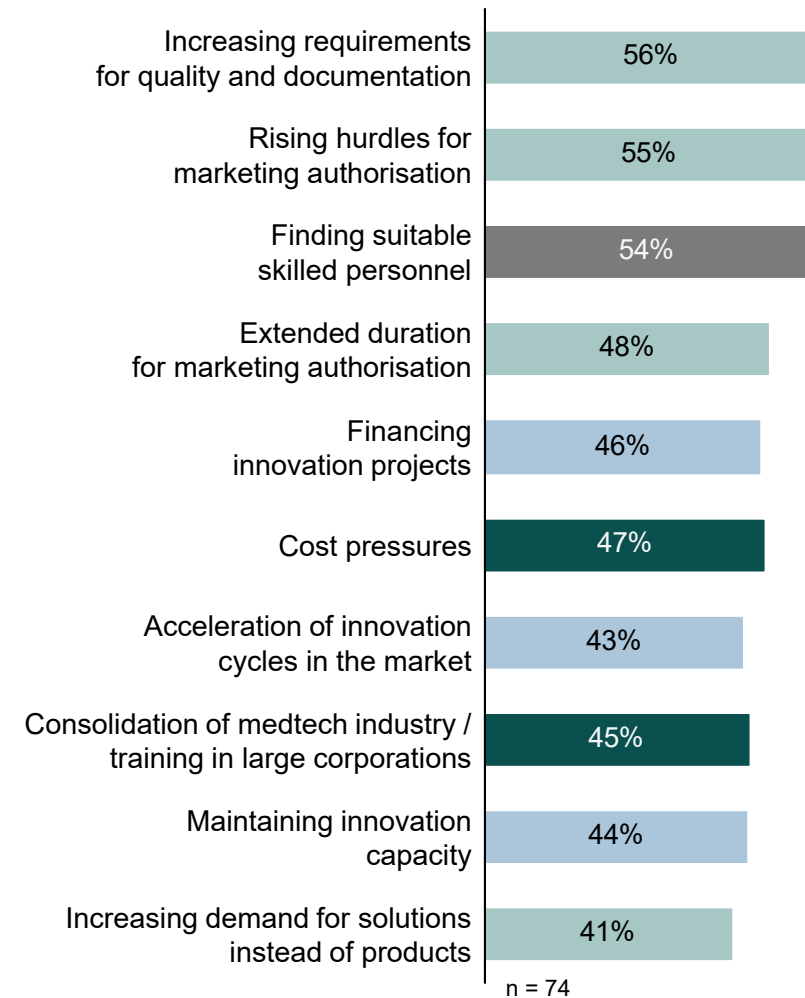 Increasing requirements
for quality and documentation
56%
Rising hurdles for
marketing authorisation
55%
Finding suitable
skilled personnel
54%
Extended duration
for marketing authorisation
48%
Financing
innovation projects
46%
Cost pressures
47%
Acceleration of innovation
cycles in the market
43%
Consolidation of medtech industry /
training in large corporations
45%
Maintaining innovation
capacity
44%
Increasing demand for solutions
instead of products
41%
n = 74